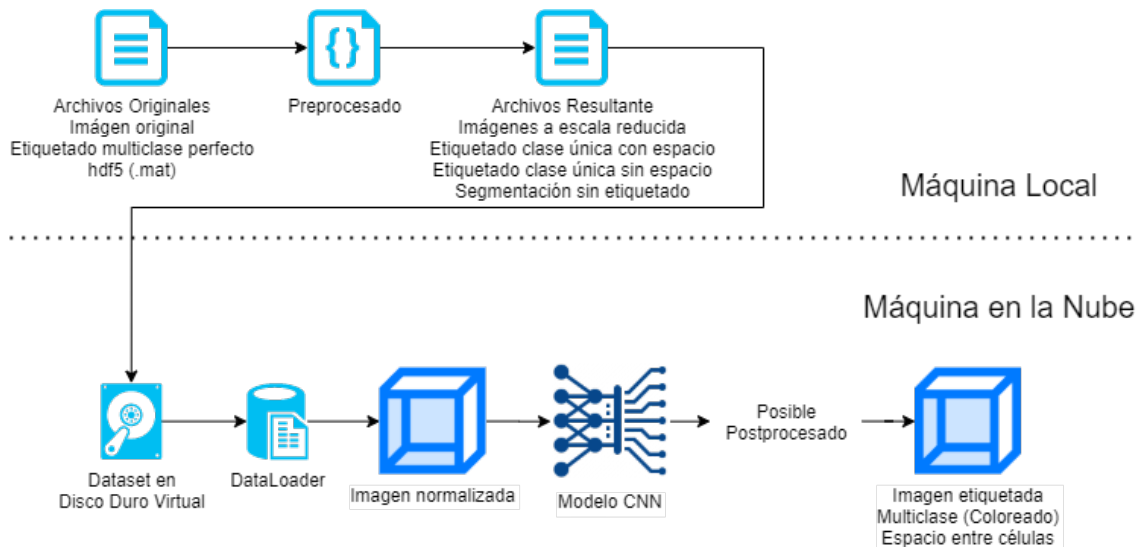 Archivos Originales
Imágen original
Etiquetado multiclase perfecto
hdf5 (.mat)
{}
Preprocesado
Archivos Resultante
Imágenes a escala reducida
Etiquetado clase única con espacio
Etiquetado clase única sin espacio
Segmentación sin etiquetado
Máquina Local
Máquina en la Nube
Dataset en
Disco Duro Virtual
DataLoader
Imagen normalizada
Modelo CNN
Posible
Postprocesado
Imagen etiquetada
Multiclase (Coloreado)
Espacio entre células